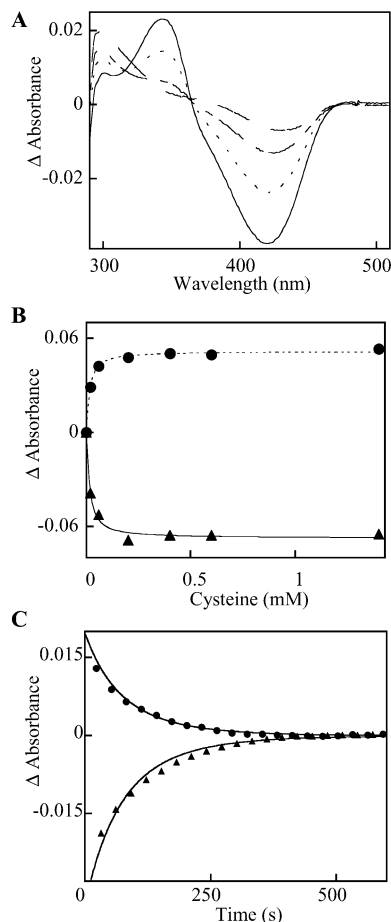 A
0.02
0
-0.02
Δ Absorbance
300
400
500
Wavelength (nm)
B
0.06
0
-0.06
Δ Absorbance
0
0.5
1
Cysteine (mM)
C
0.015
0
-0.015
Δ Absorbance
0
250
500
Time (s)